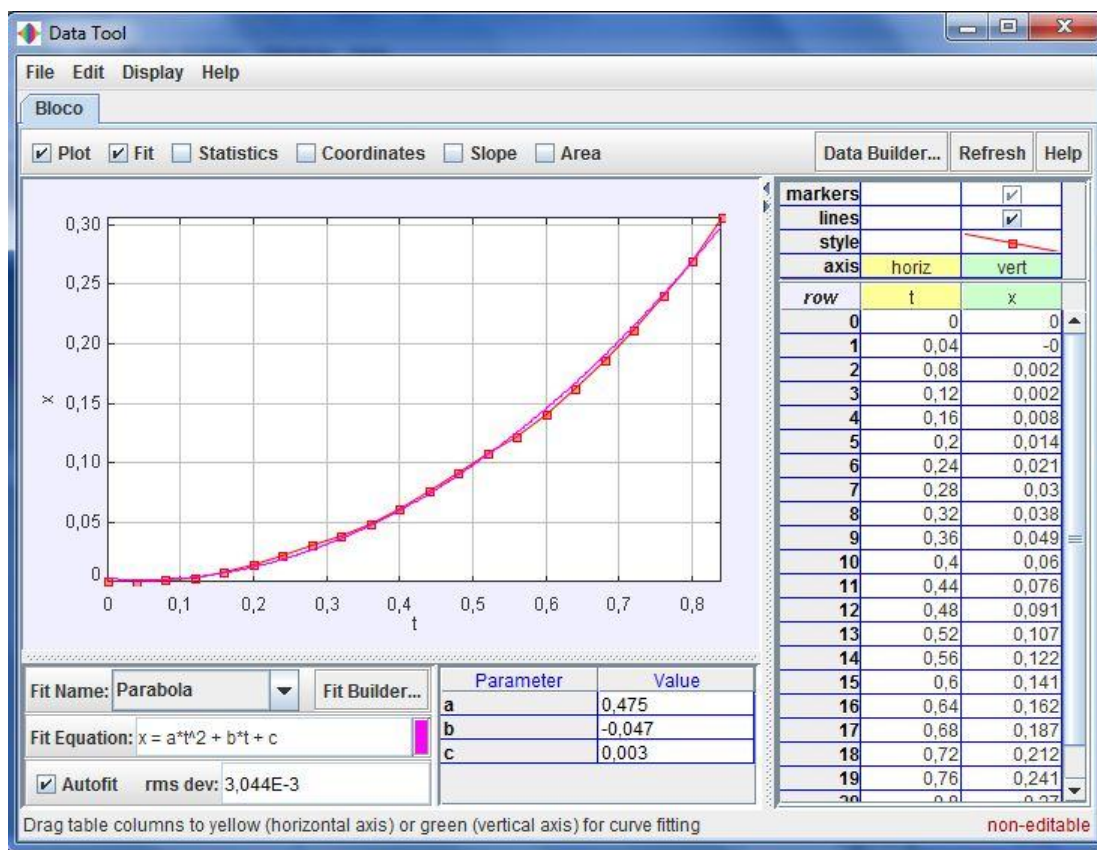 Data Tool
File Edit Display Help
Bloco
Plot Fit Statistics Coordinates Slope Area Data Builder... Refresh Help
0,30
0,25
0,20
0,15
0,10
0,05
0
x
0 0,1 0,2 0,3 0,4 0,5 0,6 0,7 0,8
t
markers
lines
style
axis horiz vert
row t x
0 0 0
1 0,04 -0
2 0,08 0,002
3 0,12 0,002
4 0,16 0,008
5 0,2 0,014
6 0,24 0,021
7 0,28 0,03
8 0,32 0,038
9 0,36 0,049
10 0,4 0,06
11 0,44 0,076
12 0,48 0,091
13 0,52 0,107
14 0,56 0,122
15 0,6 0,141
16 0,64 0,162
17 0,68 0,187
18 0,72 0,212
19 0,76 0,241
20 0,8 0,27
Fit Name: Parabola Fit Builder...
Fit Equation: x = a*t^2 + b*t + c
Autofit rms dev: 3,044E-3
Parameter Value
a 0,475
b -0,047
c 0,003
Drag table columns to yellow (horizontal axis) or green (vertical axis) for curve fitting non-editable